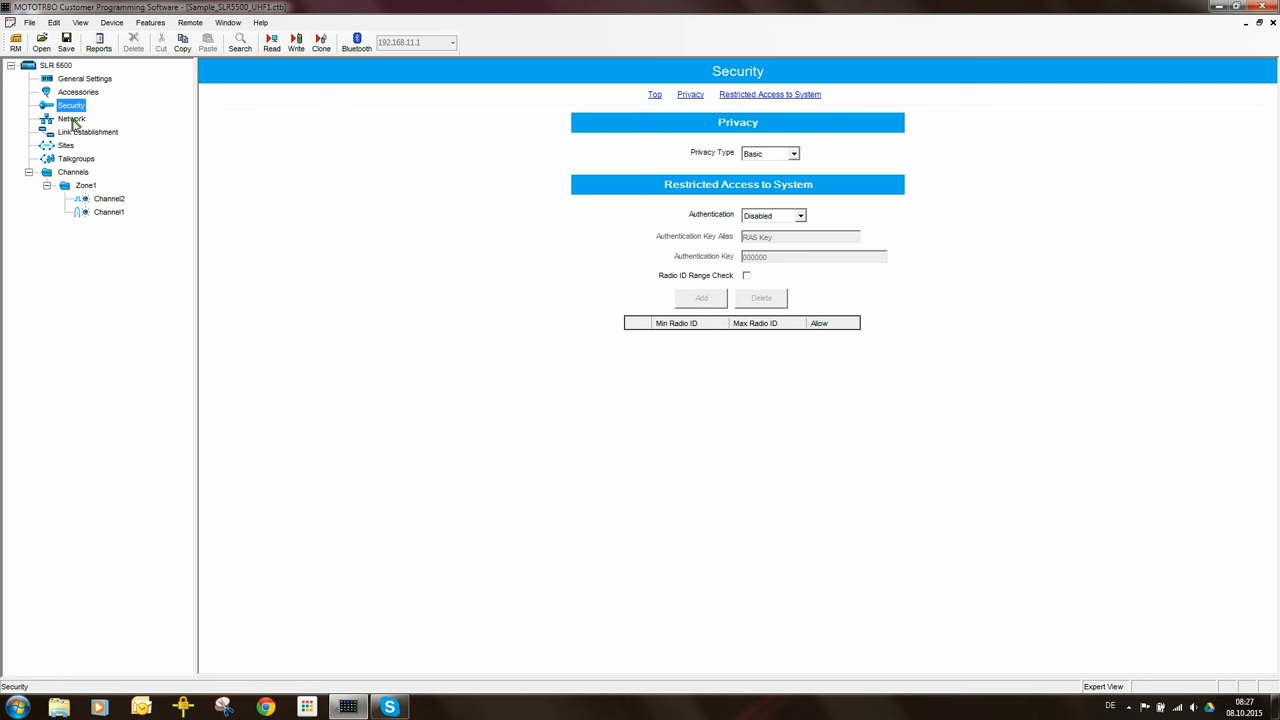 MOTOTRBO Customer Programming Software - [Sample_SLR5500_UHF1.ctb]
File Edit View Device Features Remote Window Help
RM Open Save Reports Delete Cut Copy Paste Search Read Write Clone Bluetooth 192.168.11.1
SLR 5500
General Settings
Accessories
Security
Network
Link Establishment
Sites
Talkgroups
Channels
Zone1
Channel2
Channel1
Security
Top Privacy Restricted Access to System
Privacy
Privacy Type Basic
Restricted Access to System
Authentication Disabled
Authentication Key Alias RAS Key
Authentication Key 000000
Radio ID Range Check
Add Delete
Min Radio ID Max Radio ID Allow
Security Expert View
DE 08:27
08.10.2015